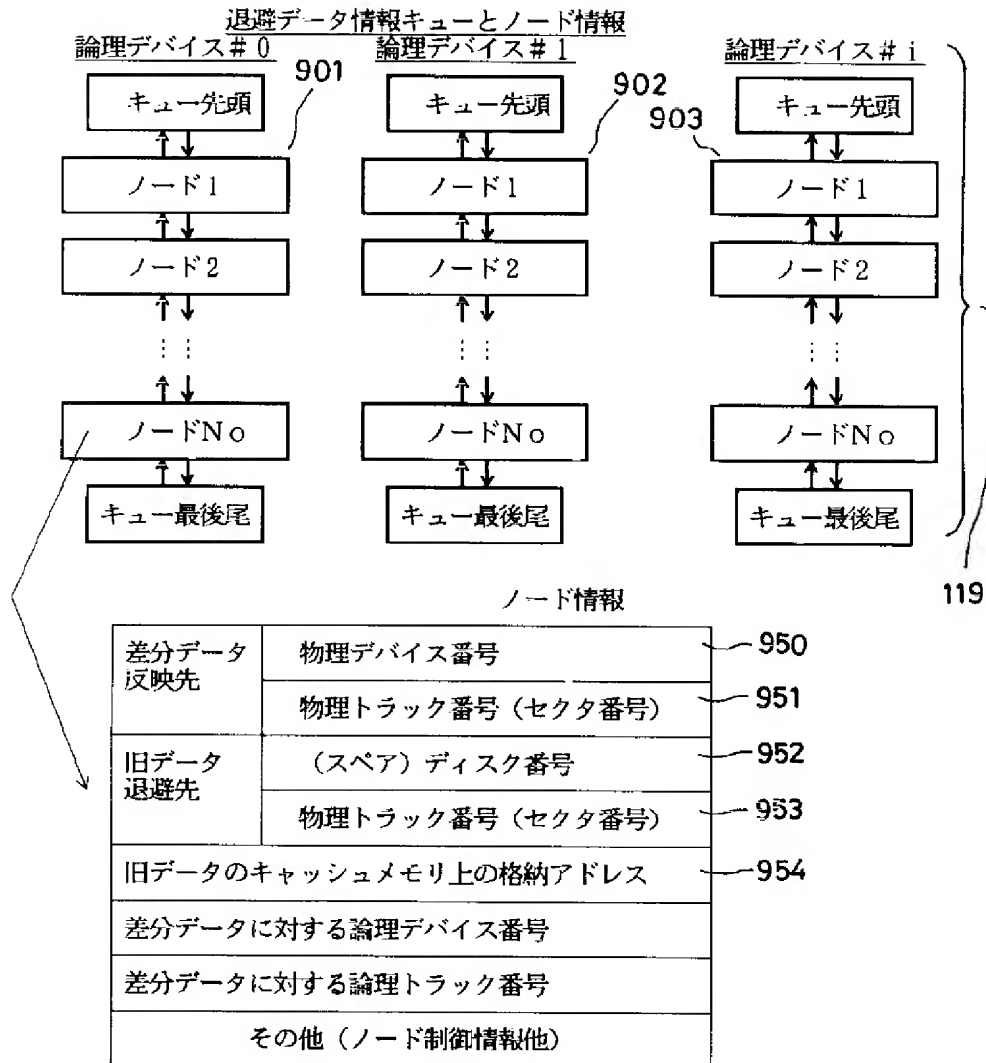 退避データ情報キューとノード情報
論理デバイス＃0
論理デバイス＃1
論理デバイス＃i
901
902
903
キュー先頭
キュー先頭
キュー先頭
ノード1
ノード1
ノード1
ノード2
ノード2
ノード2
ノードNo
ノードNo
ノードNo
キュー最後尾
キュー最後尾
キュー最後尾
119
ノード情報
差分データ
反映先
物理デバイス番号
950
物理トラック番号（セクタ番号）
951
旧データ
退避先
（スペア）ディスク番号
952
物理トラック番号（セクタ番号）
953
旧データのキャッシュメモリ上の格納アドレス
954
差分データに対する論理デバイス番号
差分データに対する論理トラック番号
その他（ノード制御情報他）